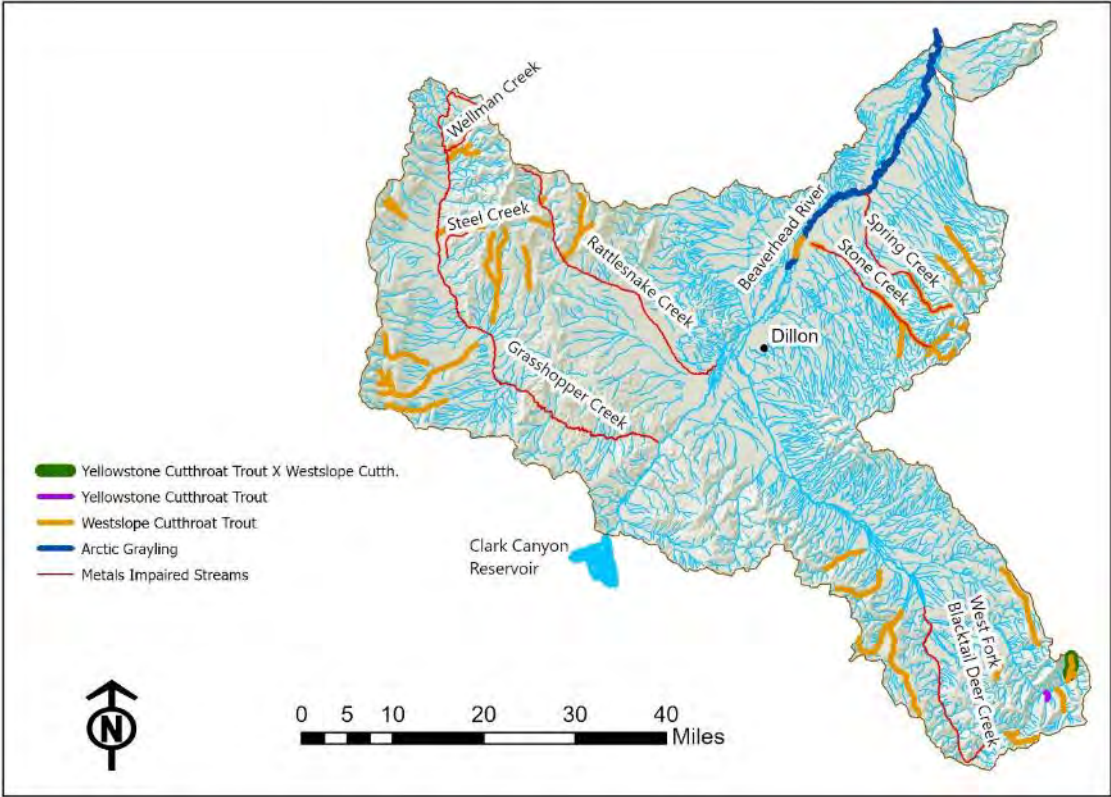 Wellman Creek
Steel Creek
Rattlesnake Creek
Grasshopper Creek
Beaverhead River
Spring Creek
Stone Creek
Dillon
Yellowstone Cutthroat Trout X Westslope Cutth.
Yellowstone Cutthroat Trout
Westslope Cutthroat Trout
Arctic Grayling
Metals Impaired Streams
Clark Canyon
Reservoir
West Fork
Blacktail Deer Creek
N
0 5 10 20 30 40 Miles